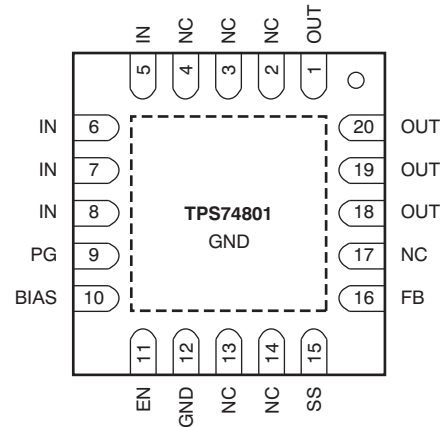 IN NC NC NC OUT
5 4 3 2 1
IN 6 20 OUT
IN 7 19 OUT
IN 8 18 OUT
TPS74801
GND
PG 9 17 NC
BIAS 10 16 FB
11 12 13 14 15
EN GND NC NC SS